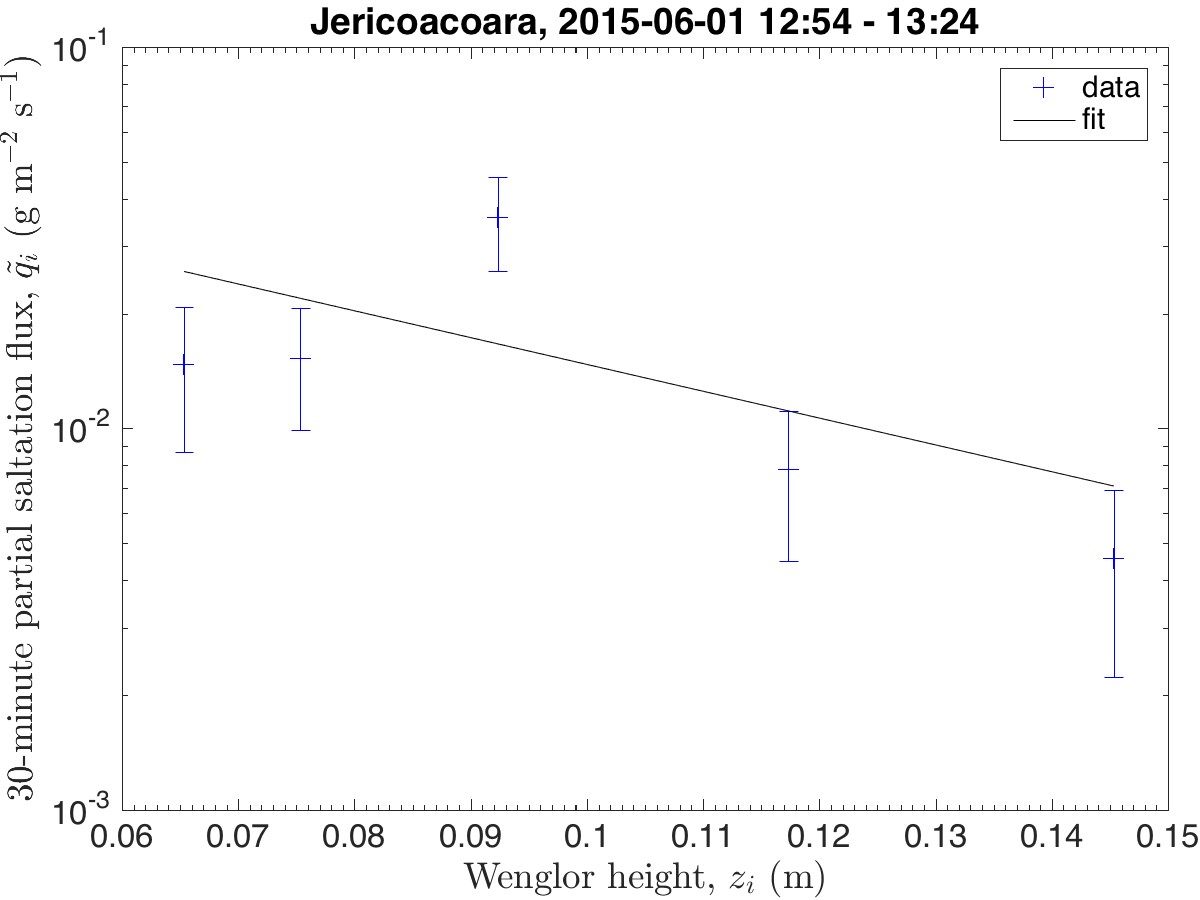 Jericoacoara, 2015-06-01 12:54 - 13:24
data
fit
30-minute partial saltation flux, q̃ᵢ (g m⁻² s⁻¹)
10⁻¹
10⁻²
10⁻³
0.06 0.07 0.08 0.09 0.1 0.11 0.12 0.13 0.14 0.15
Wenglor height, zᵢ (m)